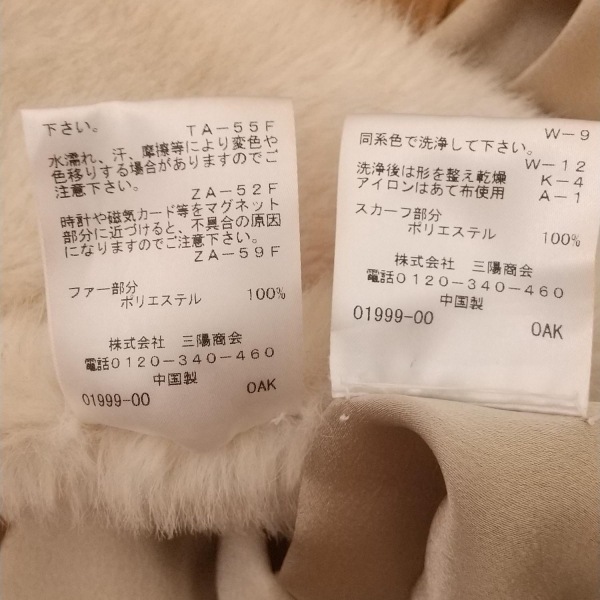 下さい。 TA-55F
水濡れ、汗、摩擦等により変色や
色移りする場合がありますのでご
注意下さい。
ZA-52F
時計や磁気カード等をマグネット
部分に近づけると、不具合の原因
になりますのでご注意下さい。
ZA-59F
ファー部分
ポリエステル 100%
株式会社 三陽商会
電話0120-340-460
中国製
01999-00 OAK
W-9
同系色で洗浄して下さい。
W-12
洗浄後は形を整え乾燥 K-4
アイロンはあて布使用 A-1
スカーフ部分
ポリエステル 100%
株式会社 三陽商会
電話0120-340-460
中国製
01999-00 OAK